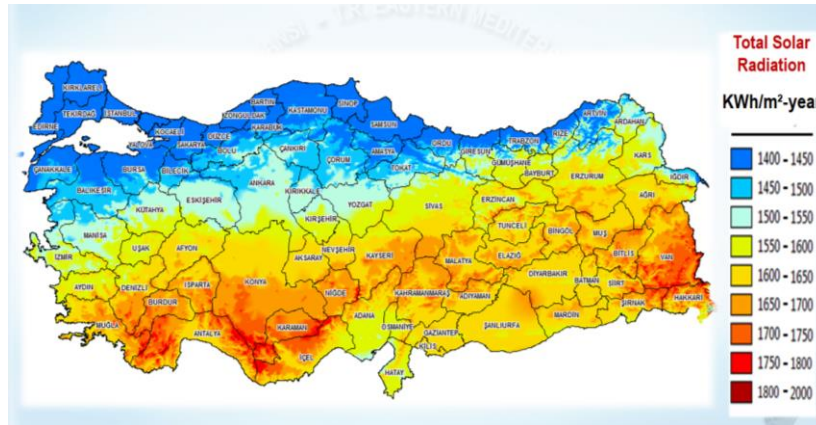 - T.R. EASTERN MEDITE
Total Solar
Radiation
KWh/m²-year
1400 - 1450
1450 - 1500
1500 - 1550
1550 - 1600
1600 - 1650
1650 - 1700
1700 - 1750
1750 - 1800
1800 - 2000
KIRKLARELİ
TEKİRDAĞ
İSTANBUL
EDİRNE
KOCAELİ
YALOVA
SAKARYA
DÜZCE
BOLU
ZONGULDAK
BARTIN
KARABÜK
KASTAMONU
SİNOP
SAMSUN
ORDU
GİRESUN
TRABZON
RİZE
ARTVİN
ARDAHAN
KARS
IĞDIR
ÇANAKKALE
BALIKESİR
BURSA
BİLECİK
ESKİŞEHİR
ANKARA
ÇANKIRI
ÇORUM
AMASYA
TOKAT
GÜMÜŞHANE
BAYBURT
ERZURUM
AĞRI
KÜTAHYA
KIRIKKALE
KIRŞEHİR
YOZGAT
SİVAS
ERZİNCAN
TUNCELİ
BİNGÖL
MUŞ
BİTLİS
VAN
MANİSA
İZMİR
UŞAK
AFYON
AKSARAY
NEVŞEHİR
KAYSERİ
MALATYA
ELAZIĞ
DİYARBAKIR
BATMAN
SİİRT
ŞIRNAK
HAKKARİ
AYDIN
DENİZLİ
ISPARTA
BURDUR
KONYA
NİĞDE
KAHRAMANMARAŞ
ADIYAMAN
MARDİN
ŞANLIURFA
MUĞLA
ANTALYA
KARAMAN
İÇEL
ADANA
OSMANİYE
GAZİANTEP
KİLİS
HATAY